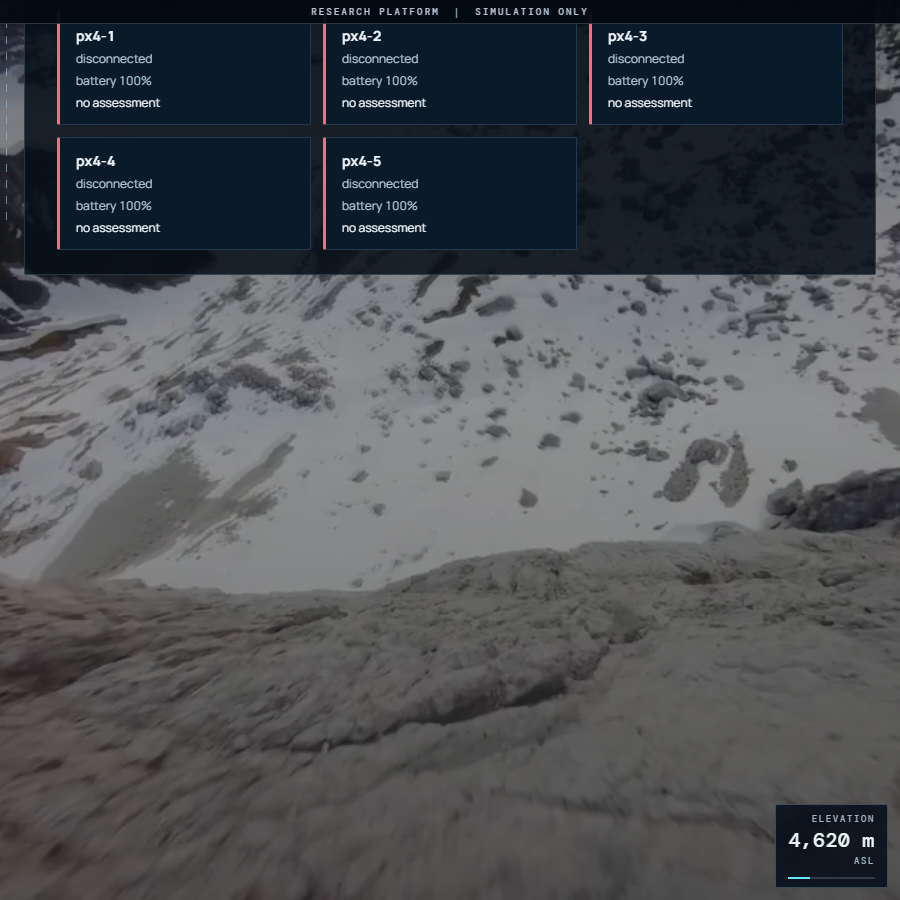 RESEARCH PLATFORM | SIMULATION ONLY
px4-1
disconnected
battery 100%
no assessment
px4-2
disconnected
battery 100%
no assessment
px4-3
disconnected
battery 100%
no assessment
px4-4
disconnected
battery 100%
no assessment
px4-5
disconnected
battery 100%
no assessment
ELEVATION
4,620 m
ASL